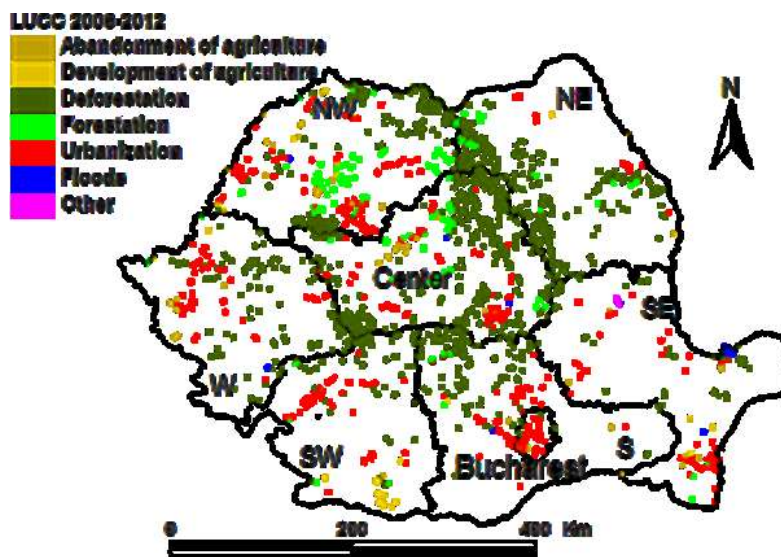 LUCC 2006-2012
Abandonment of agriculture
Development of agriculture
Deforestation
Forestation
Urbanization
Floods
Other
NW
NE
N
Center
SE
W
SW
Bucharest
S
0 200 400 Km